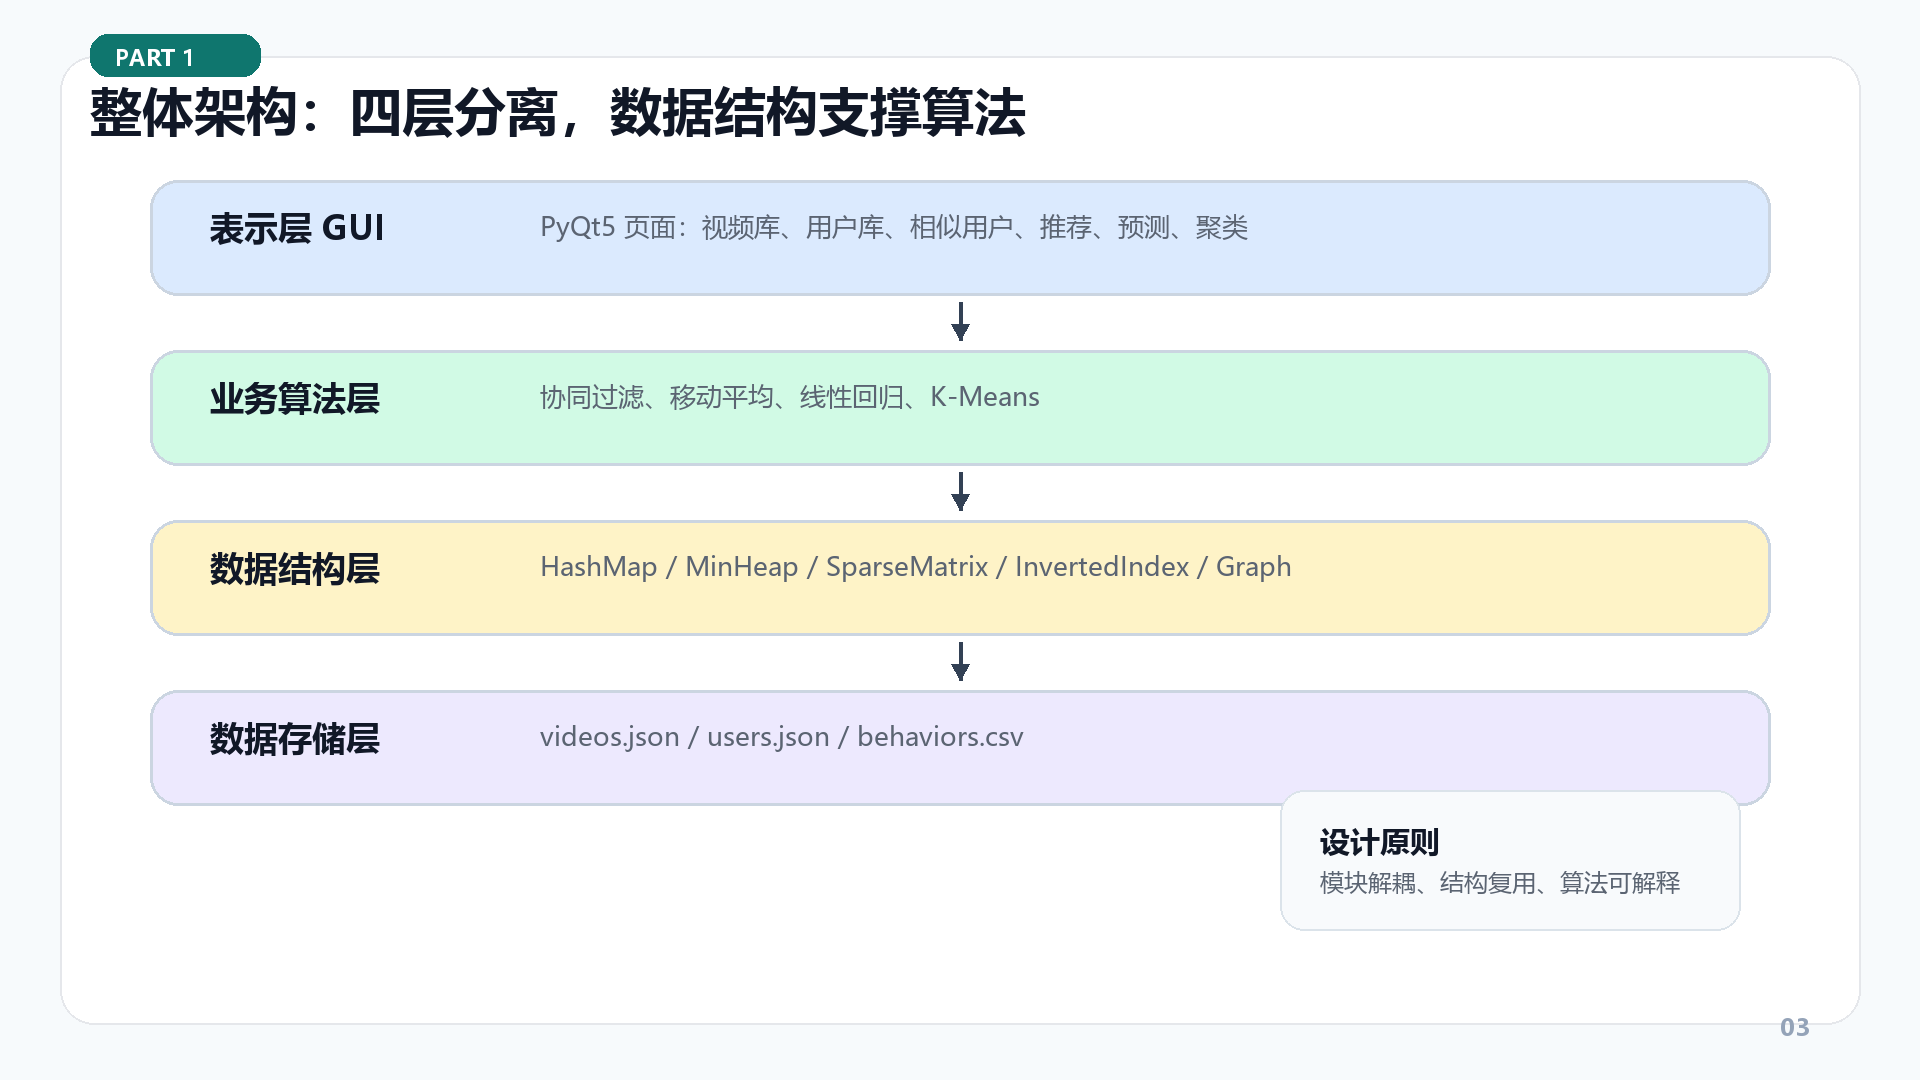 PART 1
整体架构：四层分离，数据结构支撑算法
表示层 GUI
PyQt5 页面：视频库、用户库、相似用户、推荐、预测、聚类
业务算法层
协同过滤、移动平均、线性回归、K-Means
数据结构层
HashMap / MinHeap / SparseMatrix / InvertedIndex / Graph
数据存储层
videos.json / users.json / behaviors.csv
设计原则
模块解耦、结构复用、算法可解释
03